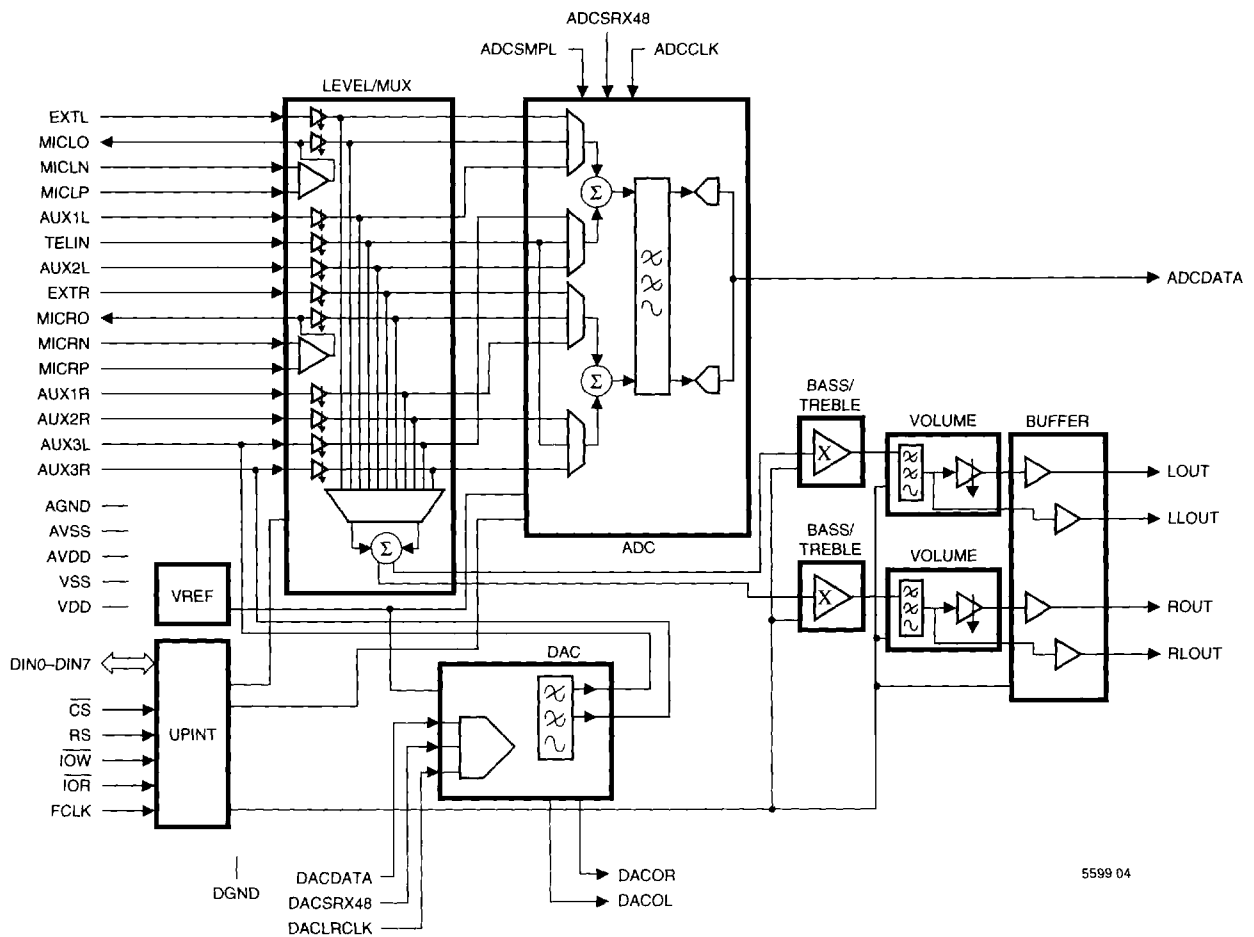 ADCSRX48
ADCSMPL
ADCCLK
LEVEL/MUX
EXTL
MICLO
MICLN
MICLP
AUX1L
TELIN
AUX2L
EXTR
MICRO
MICRN
MICRP
AUX1R
AUX2R
AUX3L
AUX3R
AGND
AVSS
AVDD
VSS
VDD
Σ
Σ
Σ
ADC
ADCDATA
BASS/
TREBLE
X
VOLUME
BUFFER
LOUT
LLOUT
BASS/
TREBLE
X
VOLUME
ROUT
RLOUT
VREF
DIN0–DIN7
CS
RS
IOW
IOR
FCLK
UPINT
DAC
DGND
DACDATA
DACSRX48
DACLRCLK
DACOR
DACOL
5599 04